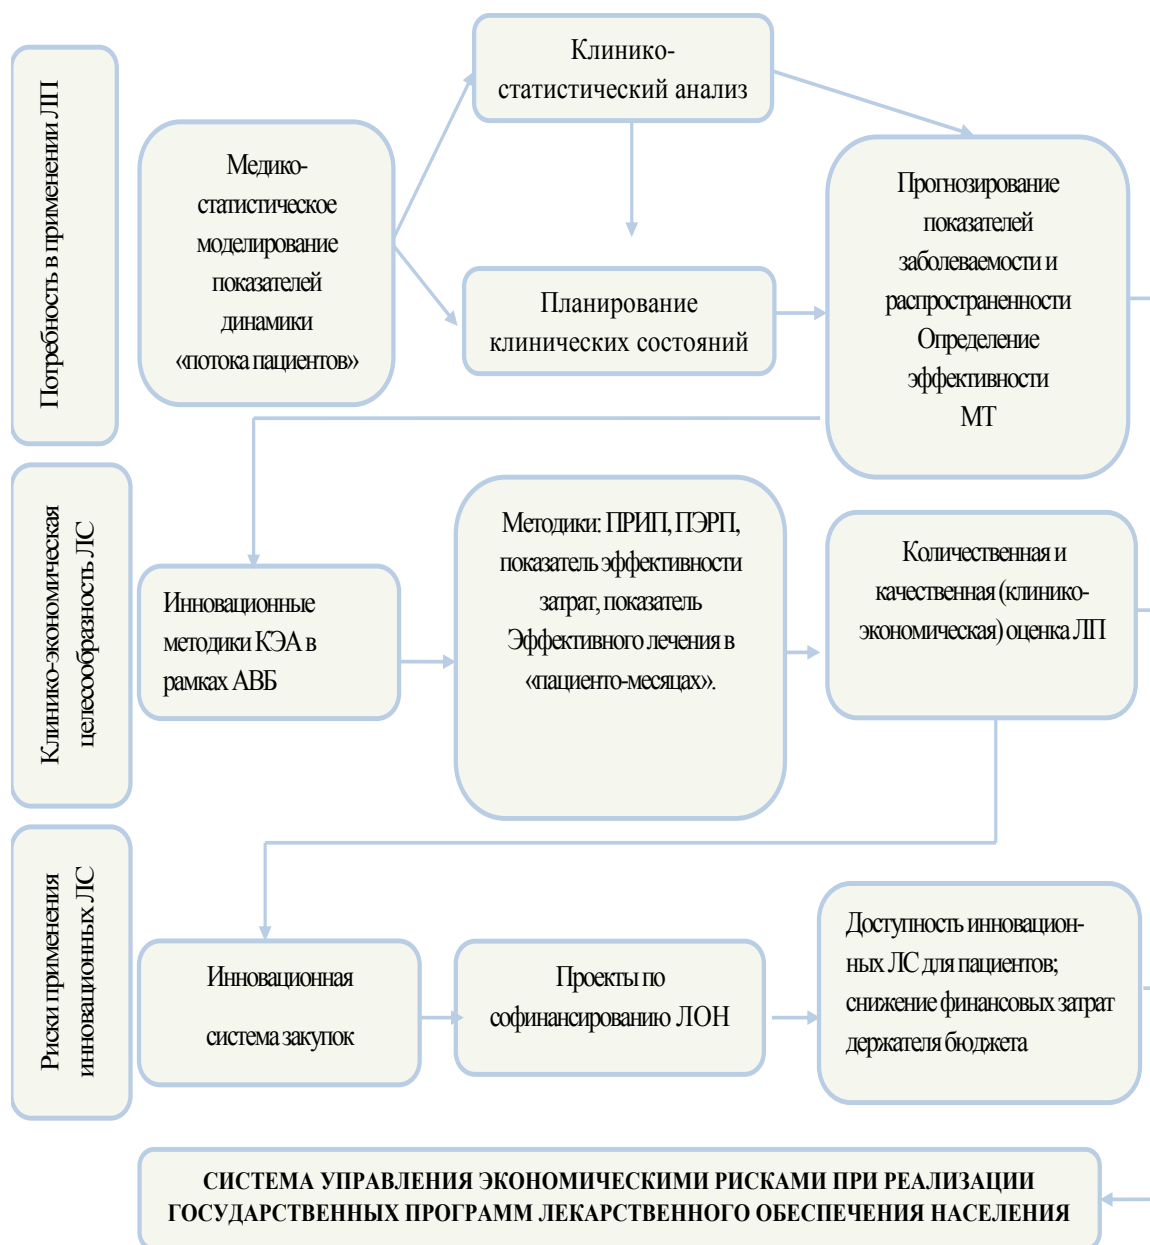 Потребность в применении ЛП
Медико-
статистическое
моделирование
показателей
динамики
«потока пациентов»
Клинико-
статистический анализ
Планирование
клинических состояний
Прогнозирование
показателей
заболеваемости и
распространенности
Определение
эффективности
МТ
Клинико-экономическая
целесообразность ЛС
Инновационные
методики КЭА в
рамках АВБ
Методики: ПРИП, ПЭРП,
показатель эффективности
затрат, показатель
Эффективного лечения в
«пациенто-месяцах».
Количественная и
качественная (клинико-
экономическая) оценка ЛП
Риски применения
инновационных ЛС
Инновационная
система закупок
Проекты по
софинансированию ЛОН
Доступность инновацион-
ных ЛС для пациентов;
снижение финансовых затрат
держателя бюджета
СИСТЕМА УПРАВЛЕНИЯ ЭКОНОМИЧЕСКИМИ РИСКАМИ ПРИ РЕАЛИЗАЦИИ
ГОСУДАРСТВЕННЫХ ПРОГРАММ ЛЕКАРСТВЕННОГО ОБЕСПЕЧЕНИЯ НАСЕЛЕНИЯ